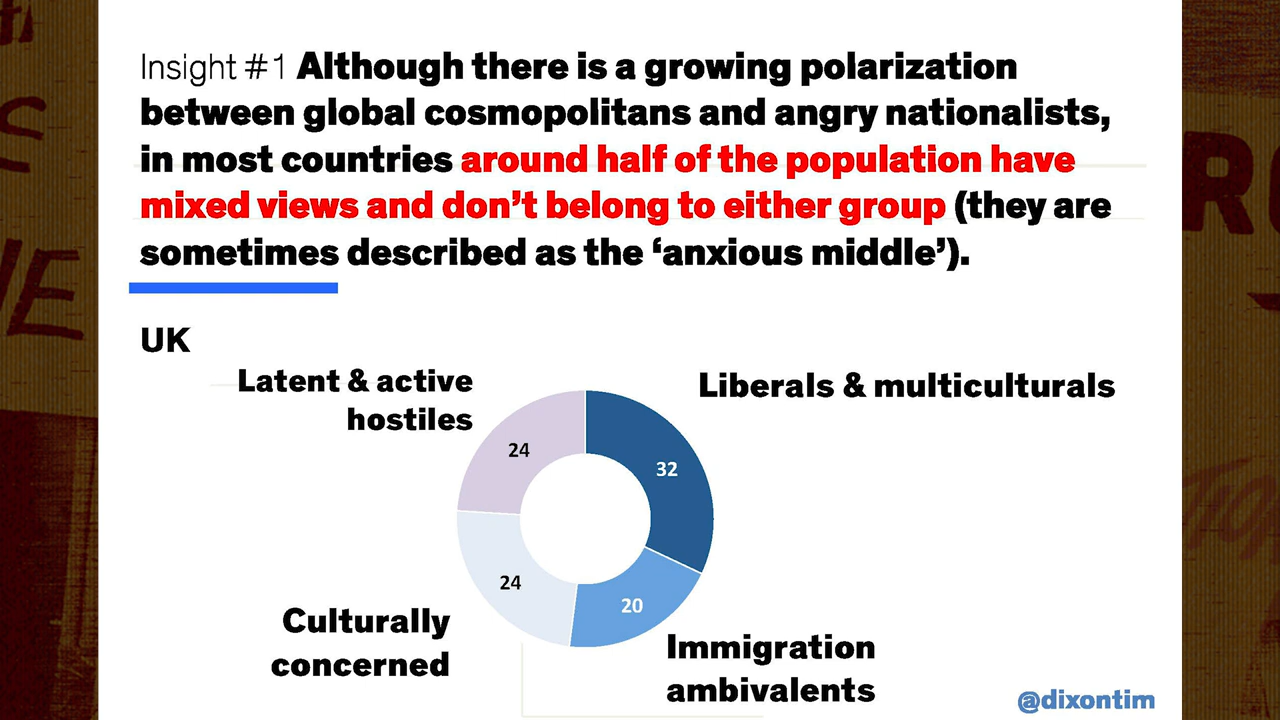 Insight #1 Although there is a growing polarization
between global cosmopolitans and angry nationalists,
in most countries around half of the population have
mixed views and don’t belong to either group (they are
sometimes described as the ‘anxious middle’).
UK
Latent & active
hostiles
Liberals & multiculturals
24
32
24
20
Culturally
concerned
Immigration
ambivalents
@dixontim